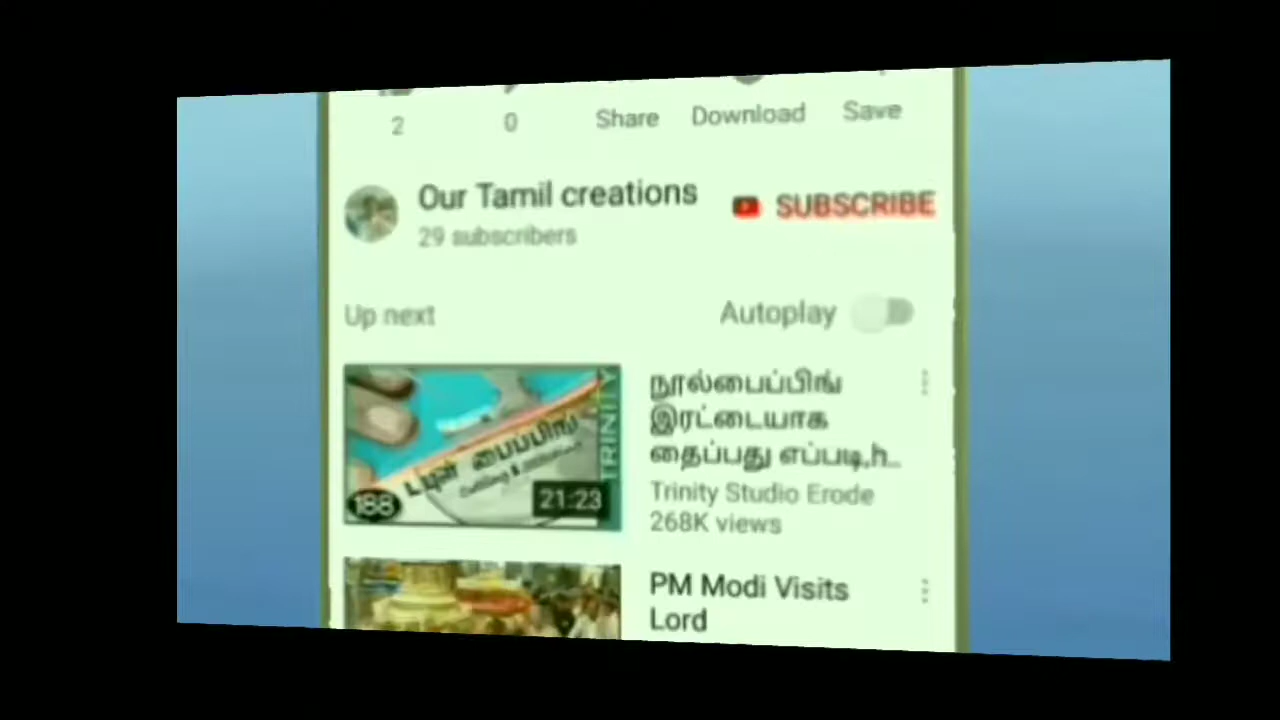 2 0 Share Download Save
Our Tamil creations
SUBSCRIBE
29 subscribers
Up next
Autoplay
நூல்பைப்பிங்
இரட்டையாக
தைப்பது எப்படி,h..
Trinity Studio Erode
268K views
டபுள் பைப்பிங்
TRINITY
188
21:23
PM Modi Visits
Lord